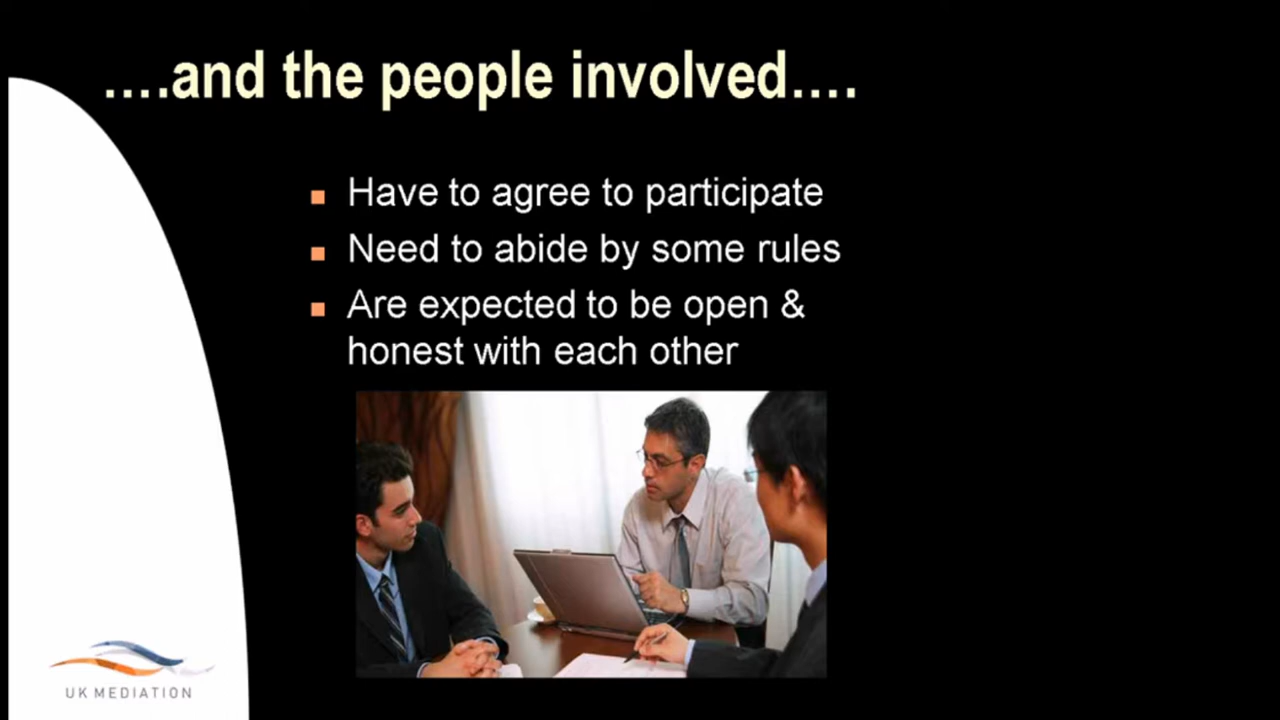 ....and the people involved....
Have to agree to participate
Need to abide by some rules
Are expected to be open &
honest with each other
UK MEDIATION